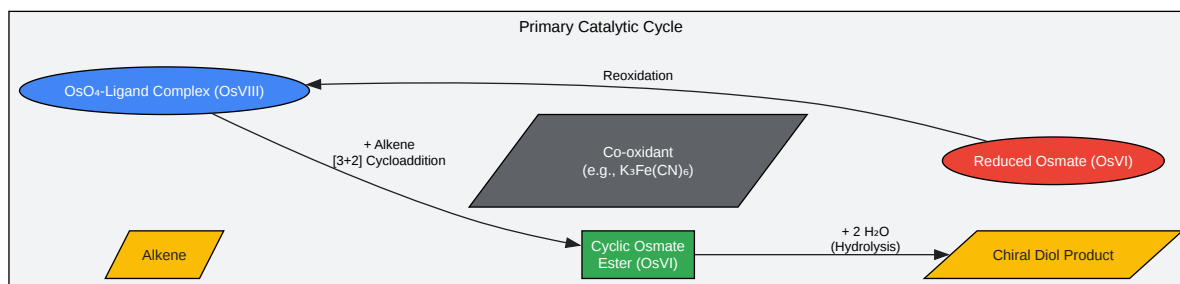 Primary Catalytic Cycle
Reoxidation
OsO₄-Ligand Complex (OsVIII)
+ Alkene
[3+2] Cycloaddition
Co-oxidant
(e.g., K₃Fe(CN)₆)
Reduced Osmate (OsVI)
Alkene
Cyclic Osmate
Ester (OsVI)
+ 2 H₂O
(Hydrolysis)
Chiral Diol Product